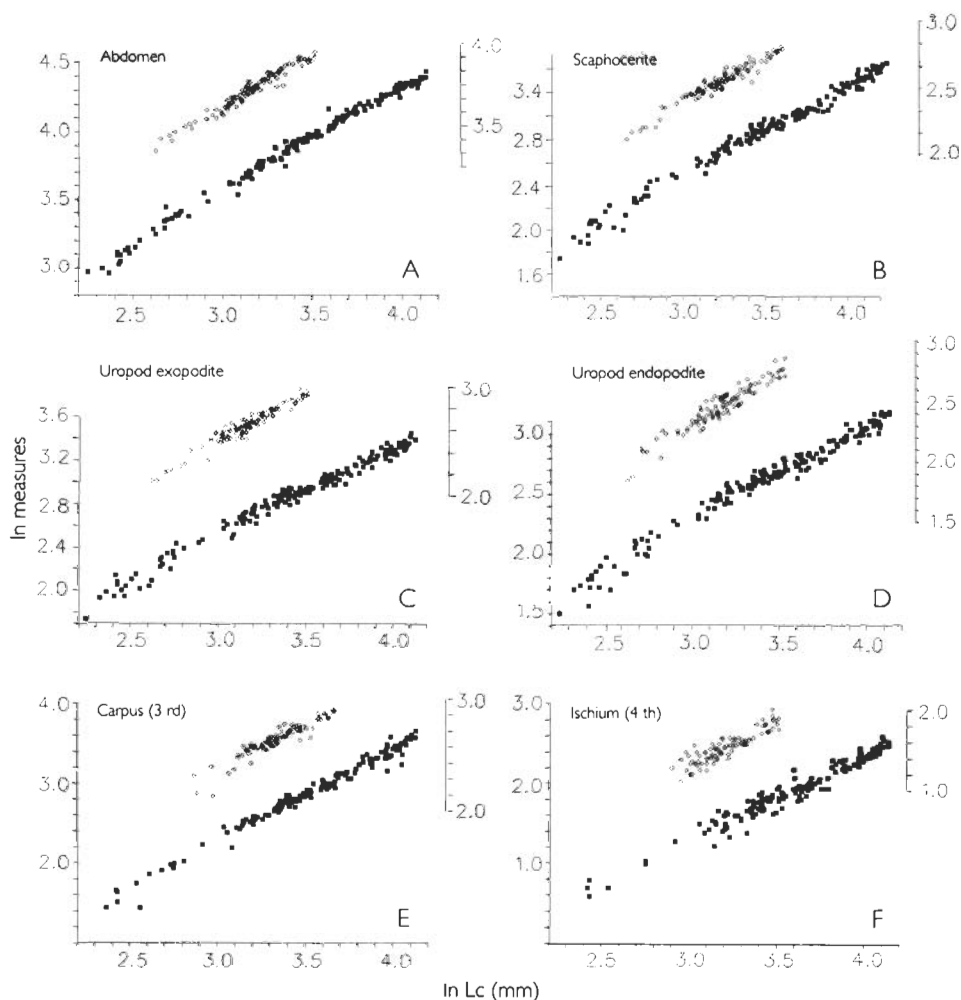 Abdomen
4.5
4.0
3.5
3.0
4.0
3.5
A
2.5 3.0 3.5 4.0
Scaphocerite
3.4
2.8
2.4
2.0
1.6
3.0
2.5
2.0
B
2.5 3.0 3.5 4.0
Uropod exopodite
3.6
3.2
2.8
2.4
2.0
3.0
2.0
C
2.5 3.0 3.5 4.0
Uropod endopodite
3.0
2.5
2.0
1.5
3.0
2.5
2.0
1.5
D
2.5 3.0 3.5 4.0
ln measures
Carpus (3 rd)
4.0
3.0
2.0
3.0
2.0
E
2.5 3.0 3.5 4.0
Ischium (4 th)
3.0
2.0
1.0
2.0
1.0
F
2.5 3.0 3.5 4.0
ln Lc (mm)